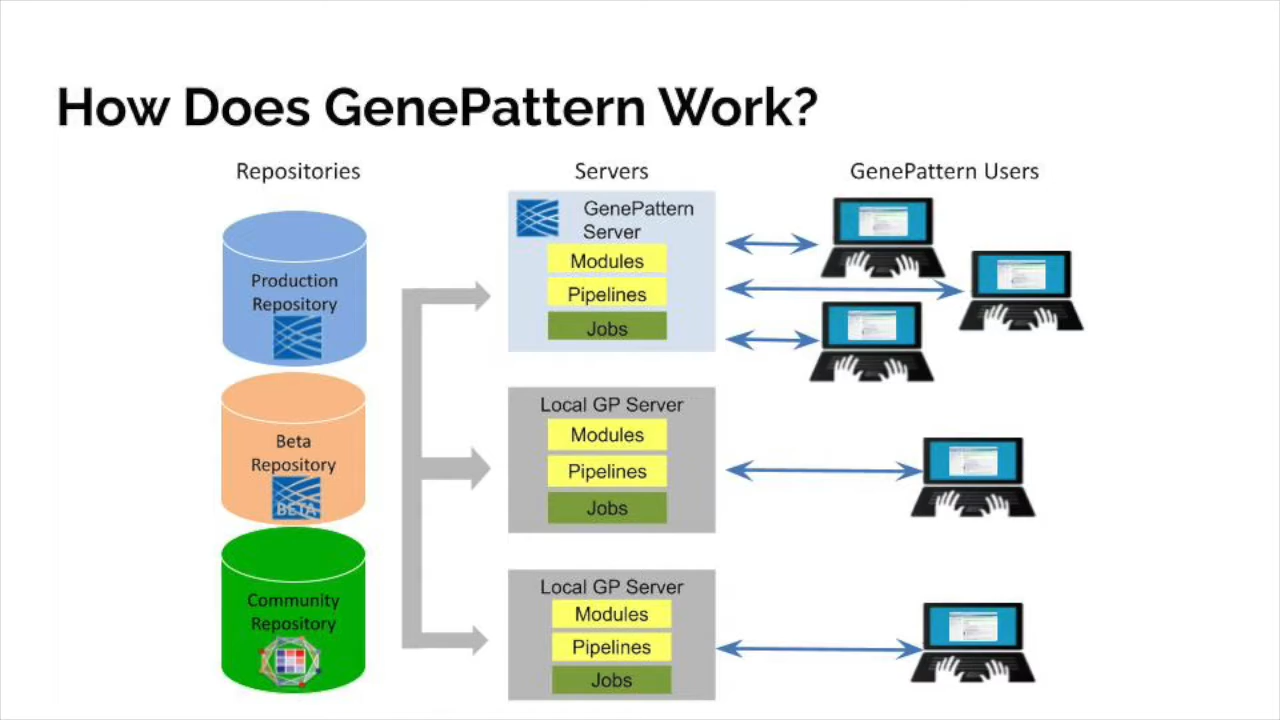 How Does GenePattern Work?
Repositories
Servers
GenePattern Users
Production
Repository
Beta
Repository
BETA
Community
Repository
GenePattern
Server
Modules
Pipelines
Jobs
Local GP Server
Modules
Pipelines
Jobs
Local GP Server
Modules
Pipelines
Jobs